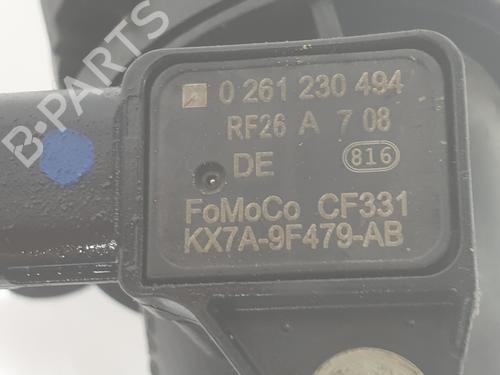 B-PARTS
0 261 230 494
RF26 A 7 08
DE 816
FoMoCo CF331
KX7A-9F479-AB